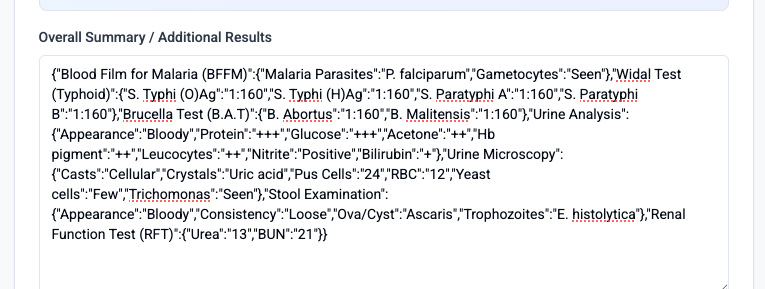 Overall Summary / Additional Results
{"Blood Film for Malaria (BFFM)":{"Malaria Parasites":"P. falciparum","Gametocytes":"Seen"},"Widal Test
(Typhoid)":{"S. Typhi (O)Ag":"1:160","S. Typhi (H)Ag":"1:160","S. Paratyphi A":"1:160","S. Paratyphi
B":"1:160"},"Brucella Test (B.A.T)":{"B. Abortus":"1:160","B. Malitensis":"1:160"},"Urine Analysis":
{"Appearance":"Bloody","Protein":"+++","Glucose":"+++","Acetone":"++","Hb
pigment":"++","Leucocytes":"++","Nitrite":"Positive","Bilirubin":"+"},"Urine Microscopy":
{"Casts":"Cellular","Crystals":"Uric acid","Pus Cells":"24","RBC":"12","Yeast
cells":"Few","Trichomonas":"Seen"},"Stool Examination":
{"Appearance":"Bloody","Consistency":"Loose","Ova/Cyst":"Ascaris","Trophozoites":"E. histolytica"},"Renal
Function Test (RFT)":{"Urea":"13","BUN":"21"}}